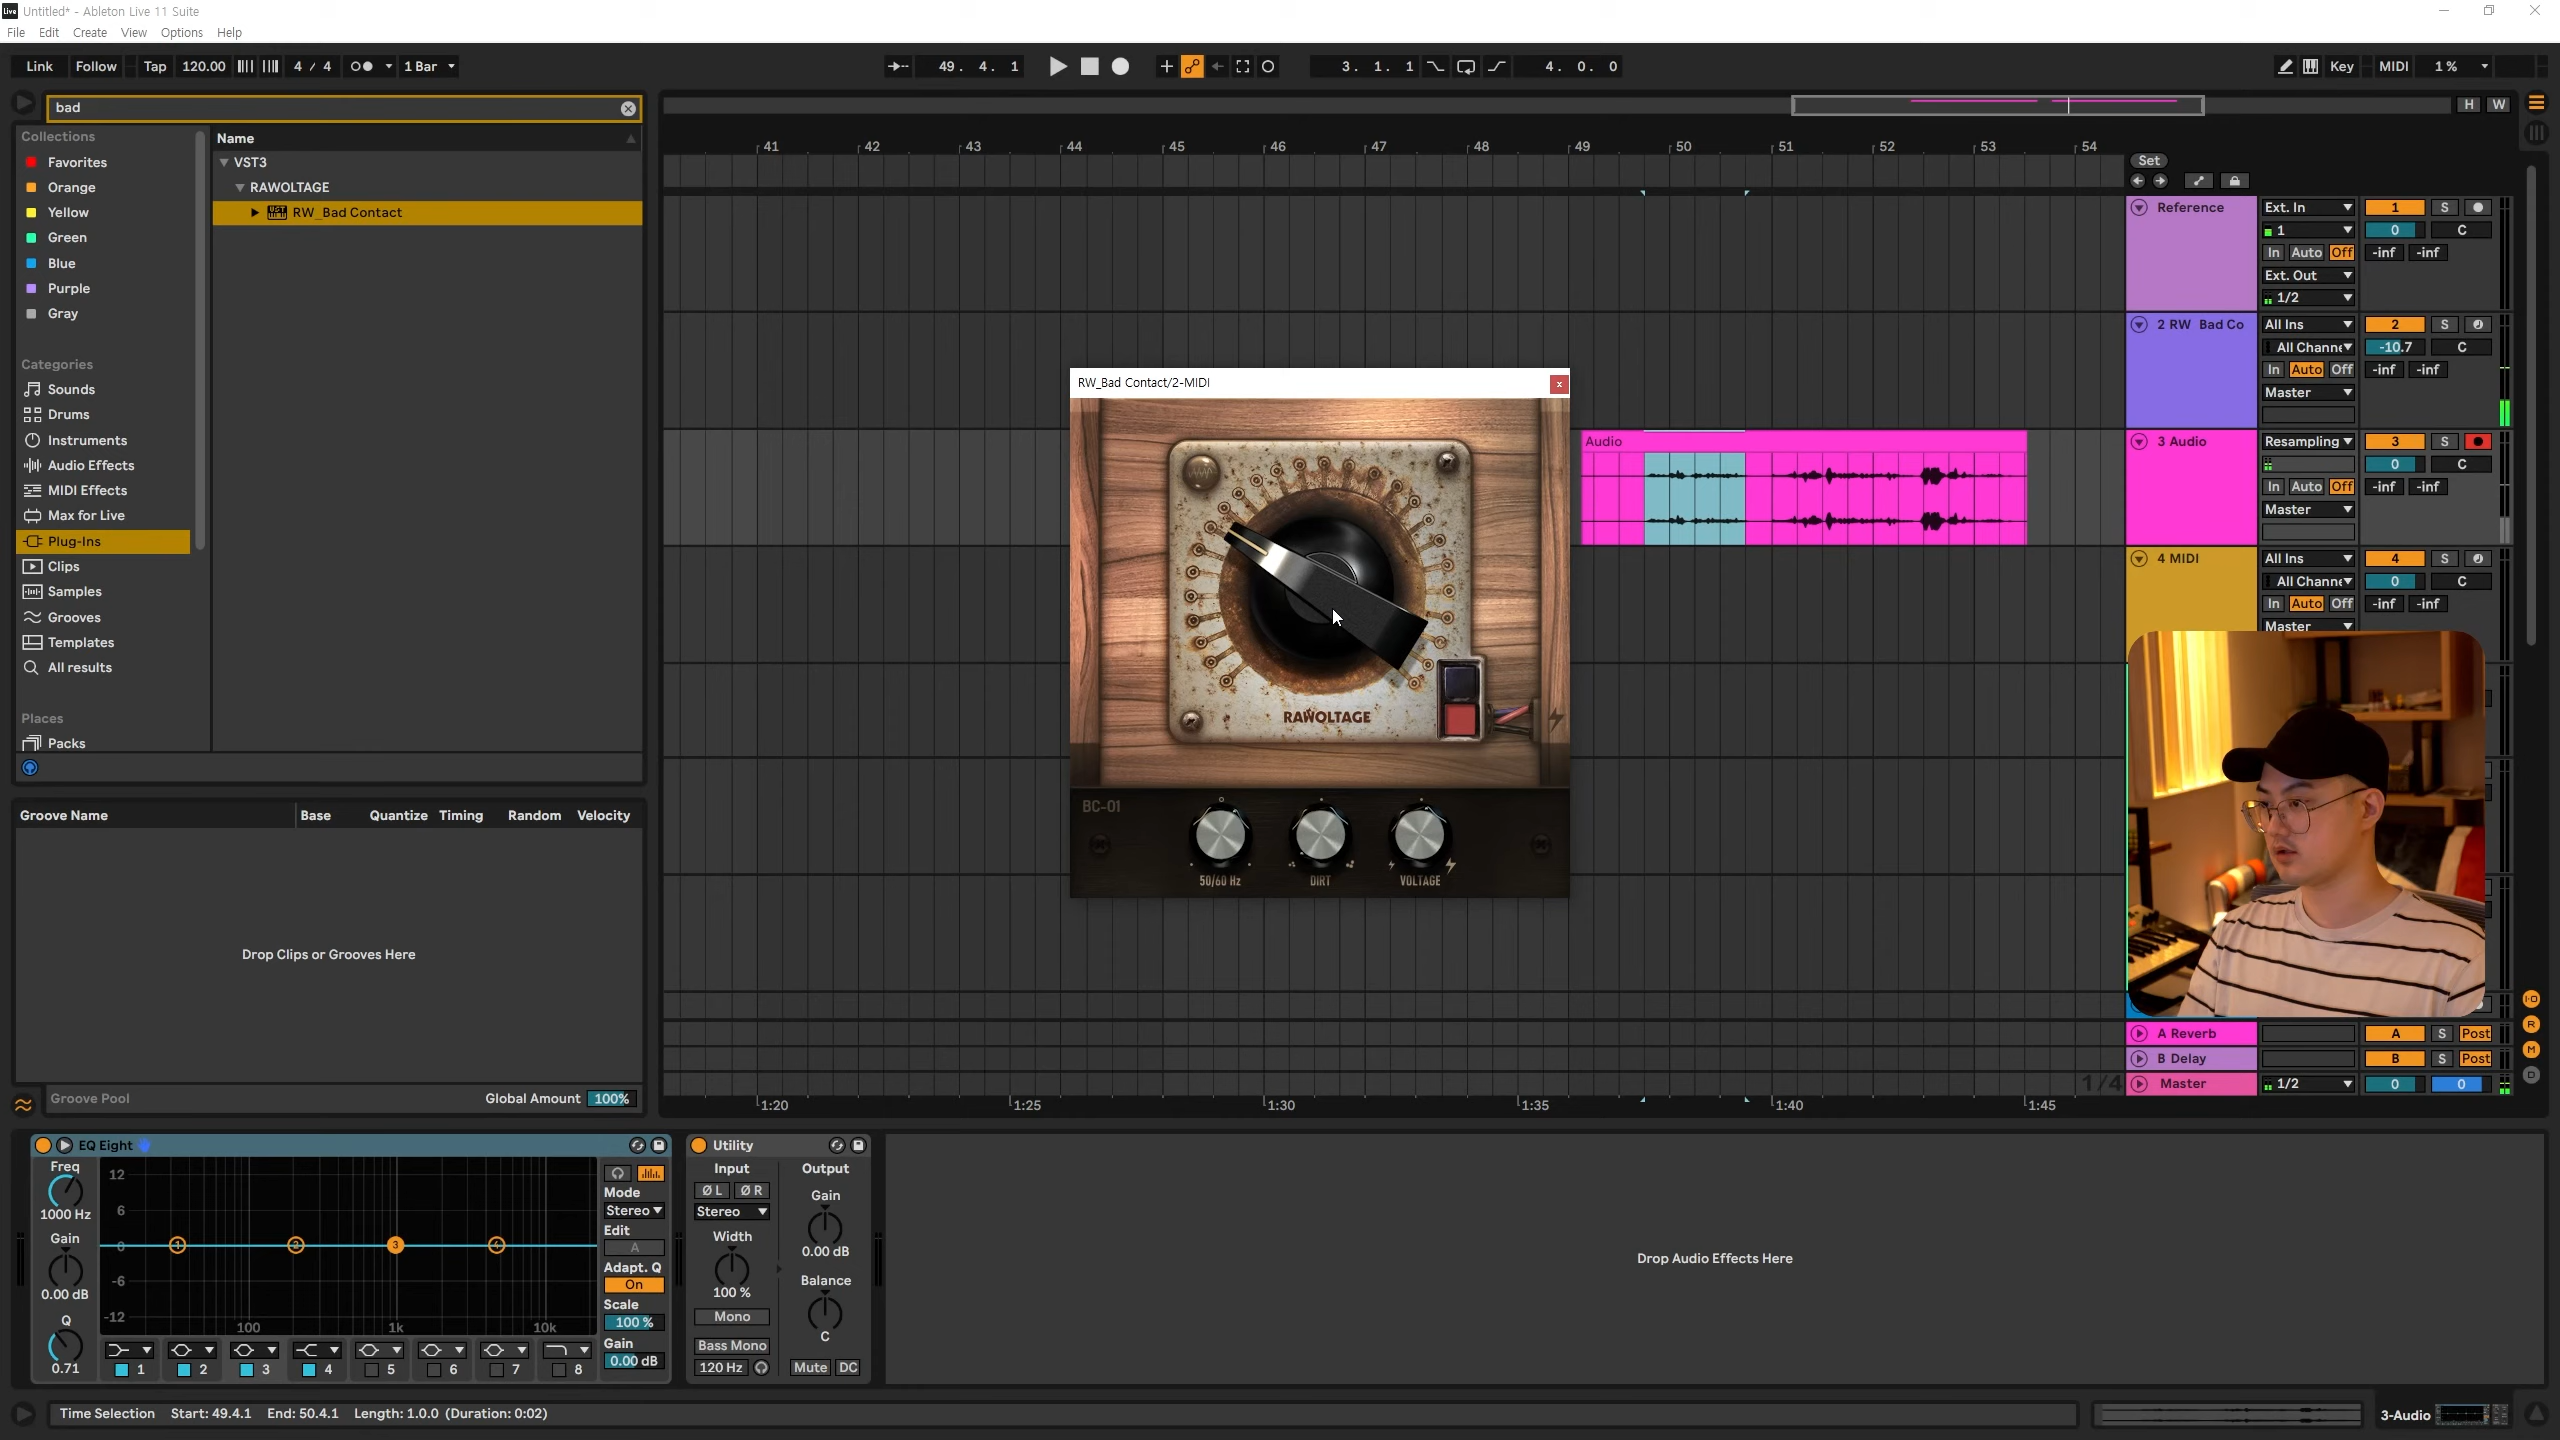 Untitled* - Ableton Live 11 Suite
File Edit Create View Options Help
Link Follow Tap 120.00 4 / 4 1 Bar 49. 4. 1 3. 1. 1 4. 0. 0 Key MIDI 1 %
bad
H W
Collections
Favorites
Orange
Yellow
Green
Blue
Purple
Gray
Categories
Sounds
Drums
Instruments
Audio Effects
MIDI Effects
Max for Live
Plug-Ins
Clips
Samples
Grooves
Templates
All results
Places
Packs
Name
VST3
RAWOLTAGE
RW_Bad Contact
41 42 43 44 45 46 47 48 49 50 51 52 53 54
Set
Reference Ext. In 1 S
1 0 C
In Auto Off -inf -inf
Ext. Out
1/2
2 RW Bad Co All Ins 2 S
All Channe -10.7 C
In Auto Off -inf -inf
Master
Audio
3 Audio Resampling 3 S
0 C
In Auto Off -inf -inf
Master
4 MIDI All Ins 4 S
All Channe 0 C
In Auto Off -inf -inf
Master
RW_Bad Contact/2-MIDI x
RAWOLTAGE
BC-01
50/60 Hz DIRT VOLTAGE
Groove Name Base Quantize Timing Random Velocity
Drop Clips or Grooves Here
Groove Pool Global Amount 100%
A Reverb A S Post
B Delay B S Post
1/4 Master 1/2 0 0
I·O
R
M
D
1:20 1:25 1:30 1:35 1:40 1:45
EQ Eight
Freq
1000 Hz
Gain
0.00 dB
Q
0.71
12
6
0
-6
-12
1 2 3 4
100 1k 10k
1 2 3 4 5 6 7 8
Mode
Stereo
Edit
A
Adapt. Q
On
Scale
100 %
Gain
0.00 dB
Utility
Input Output
Ø L Ø R
Stereo
Width
100 %
Mono
Bass Mono
120 Hz
Gain
0.00 dB
Balance
C
Mute DC
Drop Audio Effects Here
Time Selection Start: 49.4.1 End: 50.4.1 Length: 1.0.0 (Duration: 0:02)
3-Audio